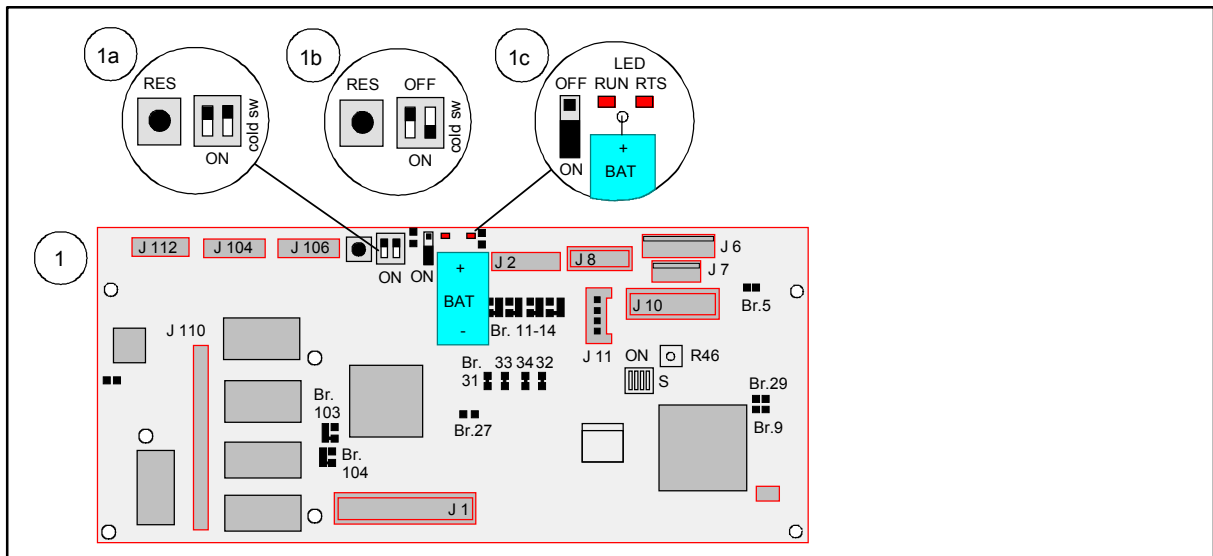 1a
RES
cold sw
ON
1b
RES
OFF
cold sw
ON
1c
LED
OFF RUN RTS
+
ON
BAT
1
J 112
J 104
J 106
ON
ON
+
BAT
-
J 2
J 8
J 6
J 7
J 10
Br.5
Br. 11-14
J 11
J 110
Br. 33 34 32
31
ON
R46
S
Br.
103
Br.
104
Br.27
Br.29
Br.9
J 1